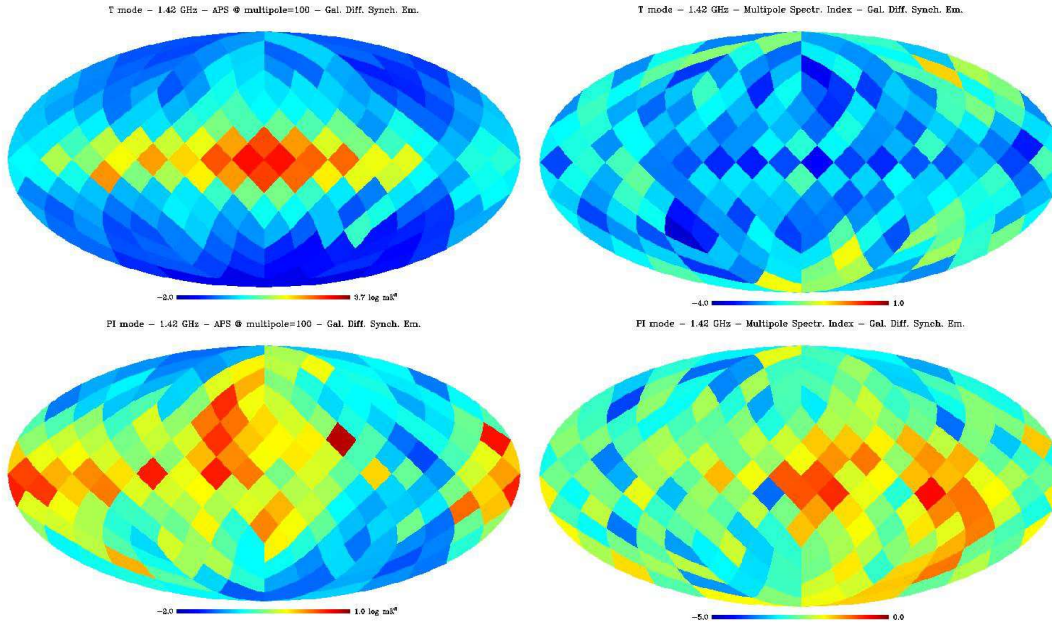 T mode − 1.42 GHz − APS @ multipole=100 − Gal. Diff. Synch. Em.
T mode − 1.42 GHz − Multipole Spectr. Index − Gal. Diff. Synch. Em.
−2.0 3.7 log mK²
−4.0 1.0
PI mode − 1.42 GHz − APS @ multipole=100 − Gal. Diff. Synch. Em.
PI mode − 1.42 GHz − Multipole Spectr. Index − Gal. Diff. Synch. Em.
−2.0 1.0 log mK²
−5.0 0.0